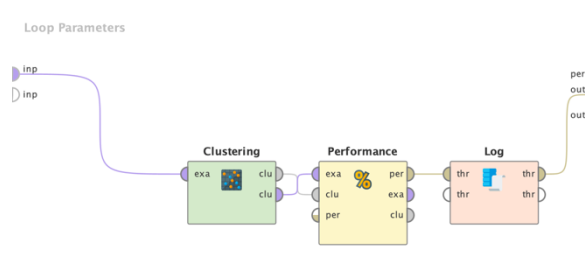 Loop Parameters
inp
inp
per
out
out
Clustering
exa
clu
clu
Performance
exa
clu
per
per
exa
clu
%
Log
thr
thr
thr
thr